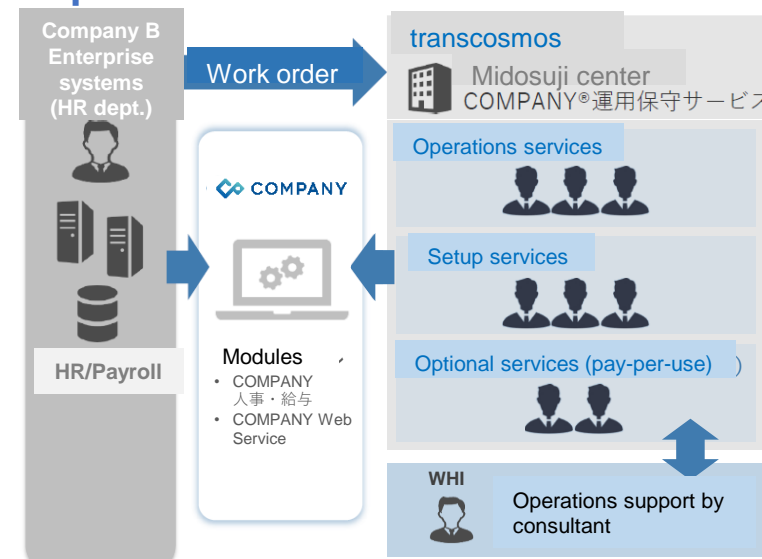 Company B
Enterprise
systems
(HR dept.)
Work order
transcosmos
Midosuji center
COMPANY®運用保守サービス
Operations services
COMPANY
Setup services
Modules
• COMPANY
人事・給与
• COMPANY Web
Service
HR/Payroll
Optional services (pay-per-use) )
WHI
Operations support by
consultant